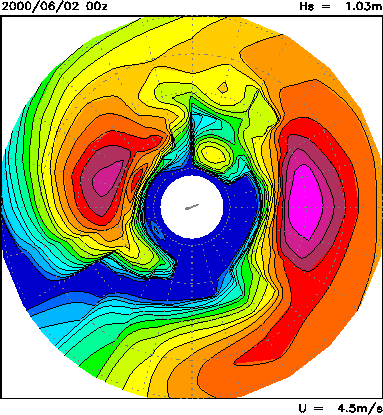 2000/06/02 00z Hs = 1.03m
U = 4.5m/s